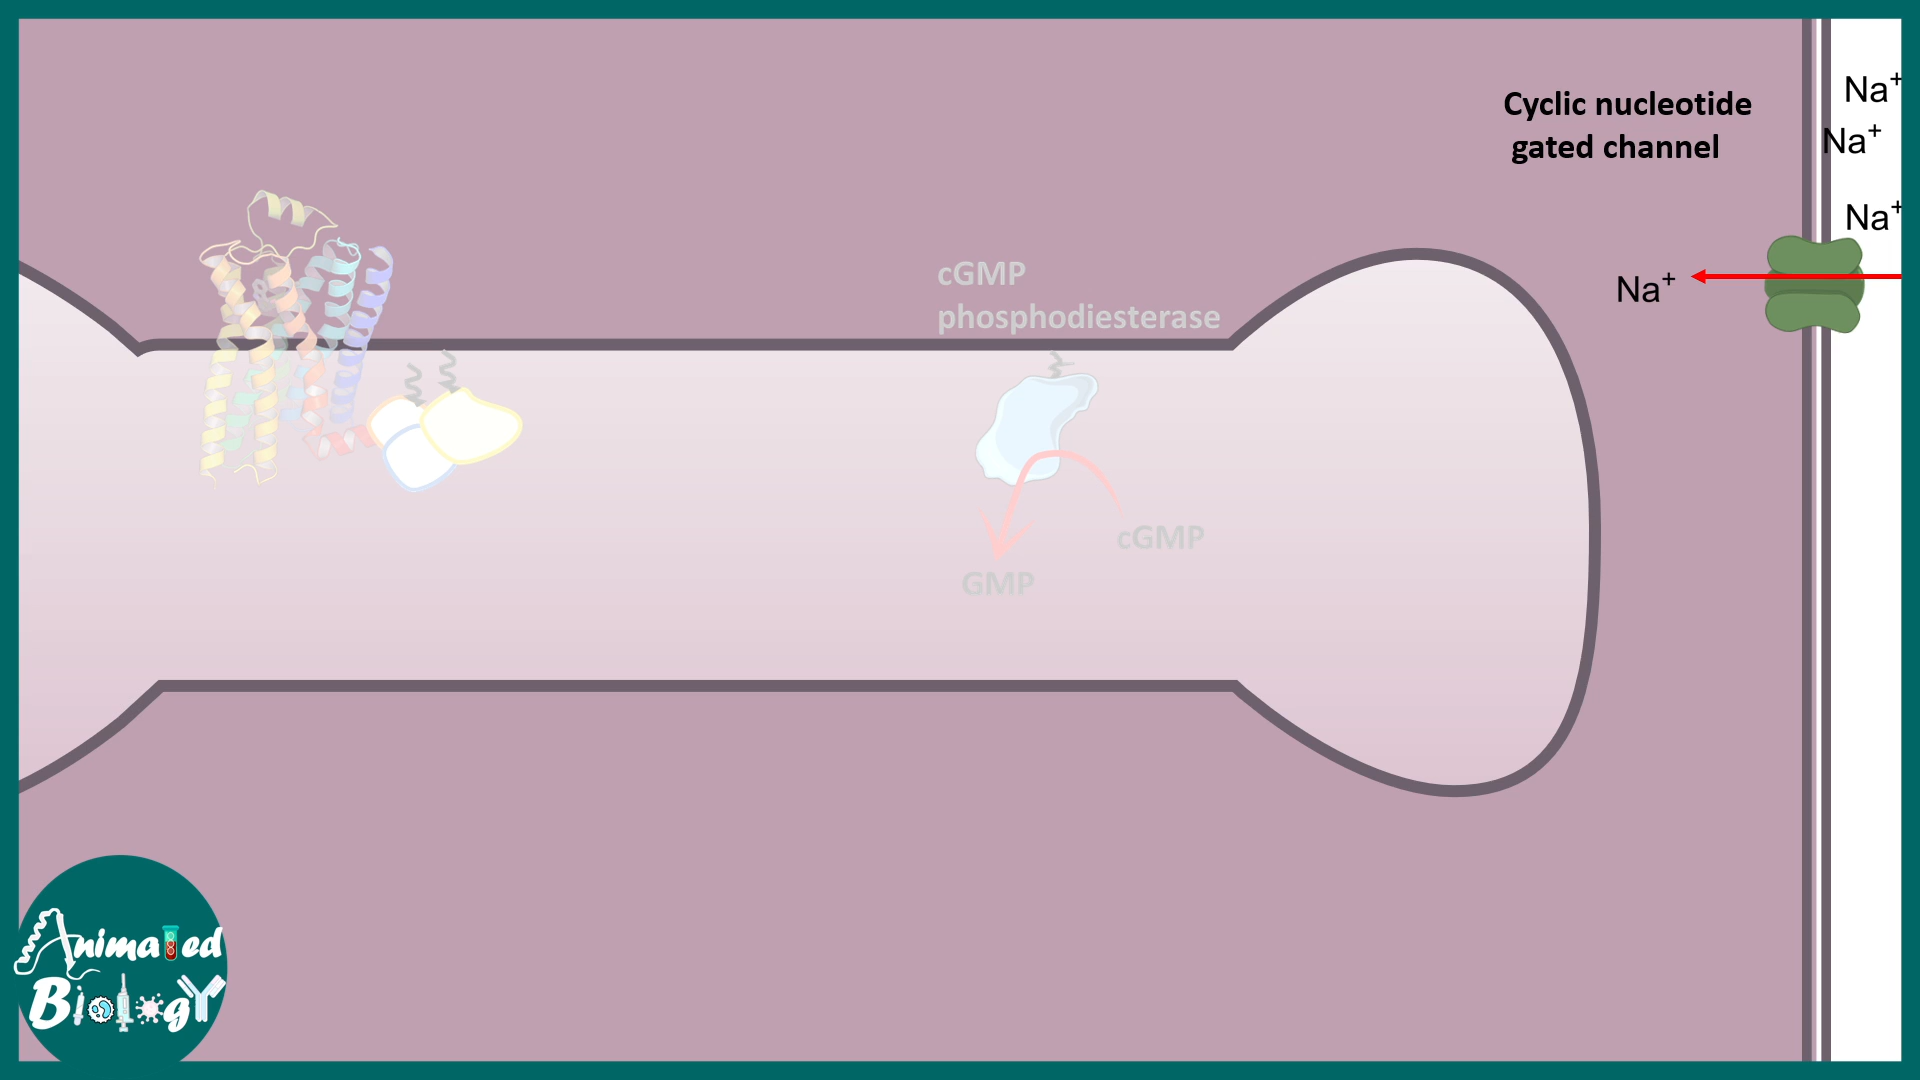 Cyclic nucleotide
gated channel
Na⁺
Na⁺
Na⁺
Na⁺
cGMP
phosphodiesterase
cGMP
GMP
Animated
Biology